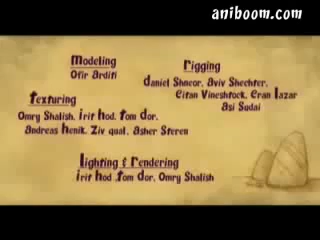 aniboom.com
Modeling
Ofir arditi
Rigging
daniel Shneor, aviv Shechter,
Eitan Vineshtock, Eran lazar
asi Sudai
Texturing
Omry Shalish, irit hod, tom dor,
andreas henik, Ziv qual, asher Steren
Lighting & rendering
irit hod, tom dor, Omry Shalish